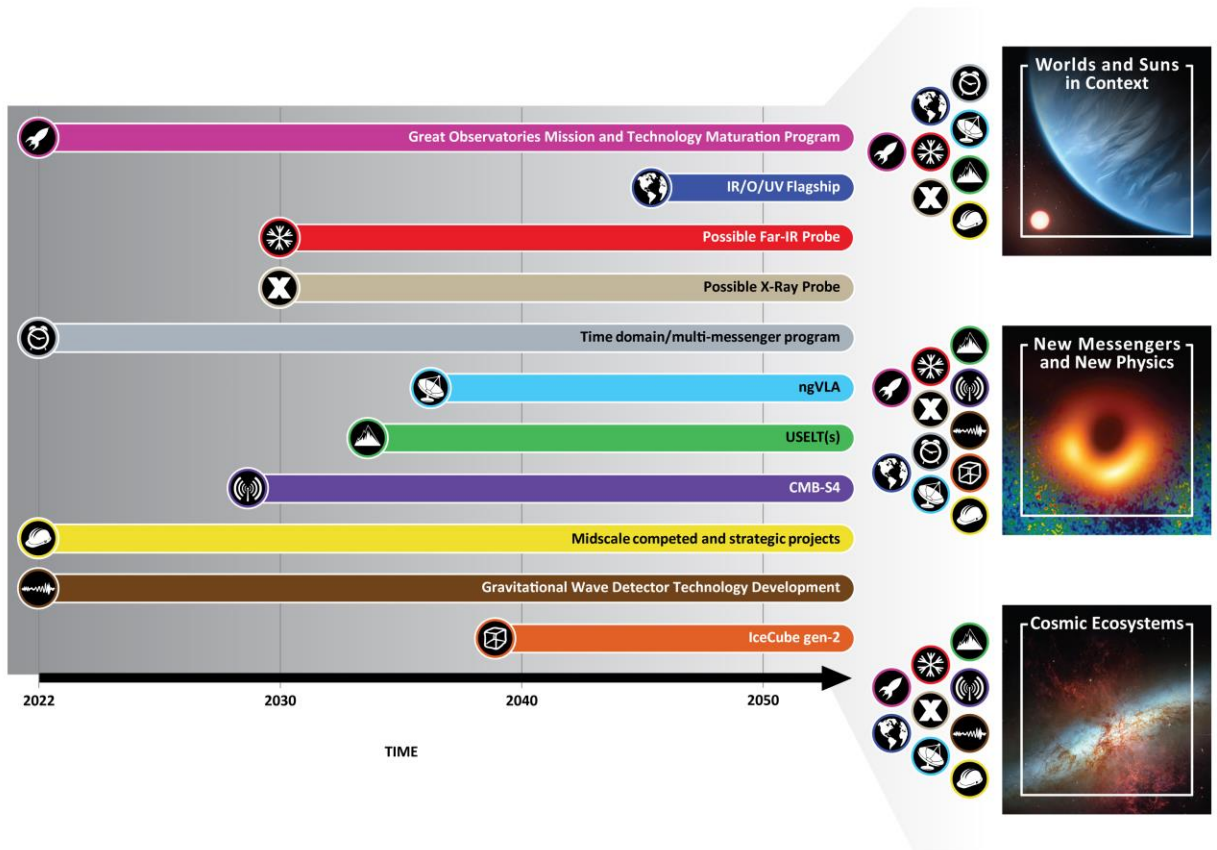 Great Observatories Mission and Technology Maturation Program
IR/O/UV Flagship
Possible Far-IR Probe
X
Possible X-Ray Probe
Time domain/multi-messenger program
ngVLA
USELT(s)
CMB-S4
Midscale competed and strategic projects
Gravitational Wave Detector Technology Development
IceCube gen-2
2022
2030
2040
2050
TIME
Worlds and Suns
in Context
X
New Messengers
and New Physics
X
Cosmic Ecosystems
X